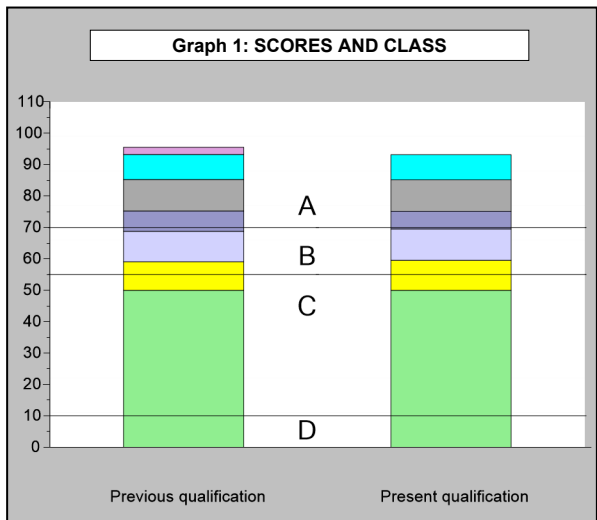 Graph 1: SCORES AND CLASS
110
100
90
80
70
60
50
40
30
20
10
0
A
B
C
D
Previous qualification
Present qualification